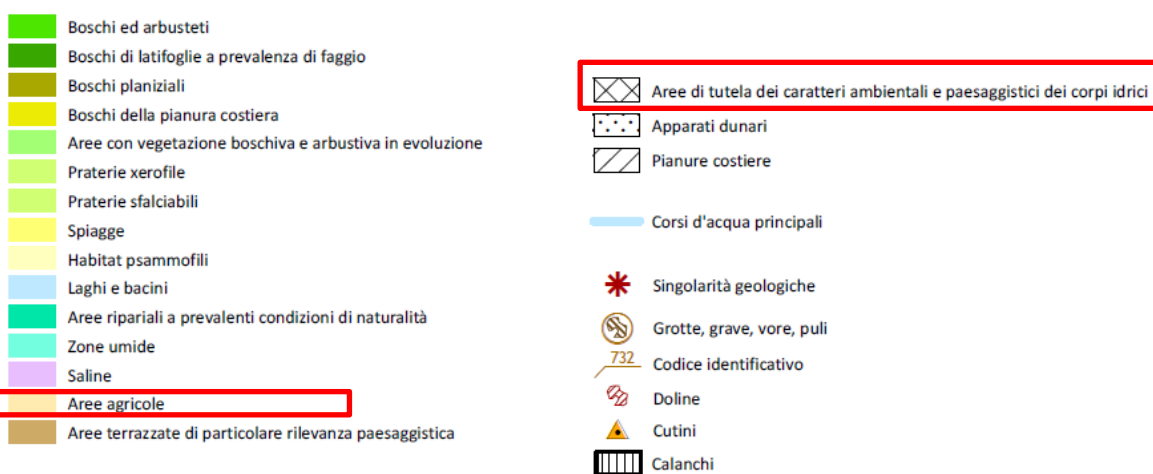 Boschi ed arbusteti
Boschi di latifoglie a prevalenza di faggio
Boschi planiziali
Boschi della pianura costiera
Aree con vegetazione boschiva e arbustiva in evoluzione
Praterie xerofile
Praterie sfalciabili
Spiagge
Habitat psammofili
Laghi e bacini
Aree ripariali a prevalenti condizioni di naturalità
Zone umide
Saline
Aree agricole
Aree terrazzate di particolare rilevanza paesaggistica
Aree di tutela dei caratteri ambientali e paesaggistici dei corpi idrici
Apparati dunari
Pianure costiere
Corsi d'acqua principali
Singolarità geologiche
Grotte, grave, vore, puli
732 Codice identificativo
Doline
Cutini
Calanchi